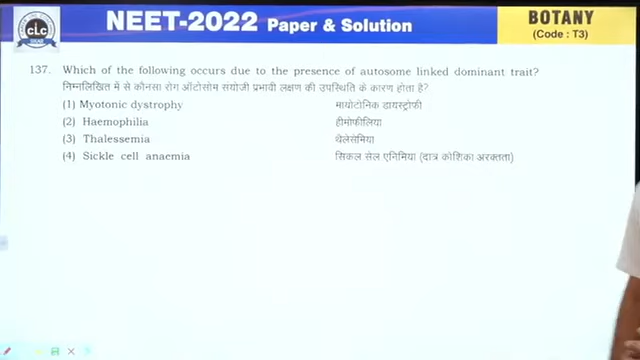 CLC
NEET-2022 Paper & Solution
BOTANY
(Code : T3)
137. Which of the following occurs due to the presence of autosome linked dominant trait?
निम्नलिखित में से कौनसा रोग ऑटोसोम संयोजी प्रभावी लक्षण की उपस्थिति के कारण होता है?
(1) Myotonic dystrophy मायोटोनिक डायस्ट्रोफी
(2) Haemophilia हीमोफीलिया
(3) Thalessemia थैलेसेमिया
(4) Sickle cell anaemia सिकल सेल एनिमिया (दात्र कोशिका अरक्तता)